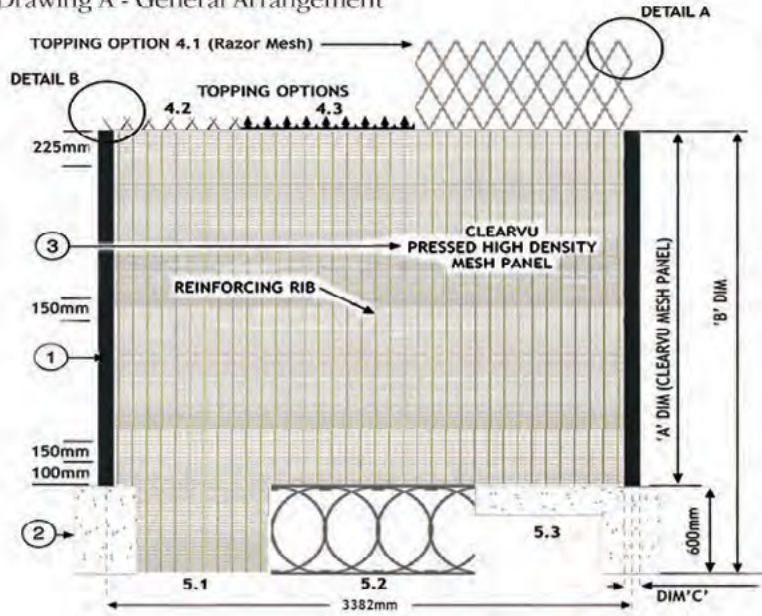 Drawing A - General Arrangement
DETAIL A
TOPPING OPTION 4.1 (Razor Mesh)
DETAIL B
TOPPING OPTIONS
4.2
4.3
225mm
3
CLEARVU
PRESSED HIGH DENSITY
MESH PANEL
REINFORCING RIB
150mm
1
'A' DIM (CLEARVU MESH PANEL)
'B' DIM
150mm
100mm
2
5.3
600mm
5.1
5.2
DIM'C'
3382mm